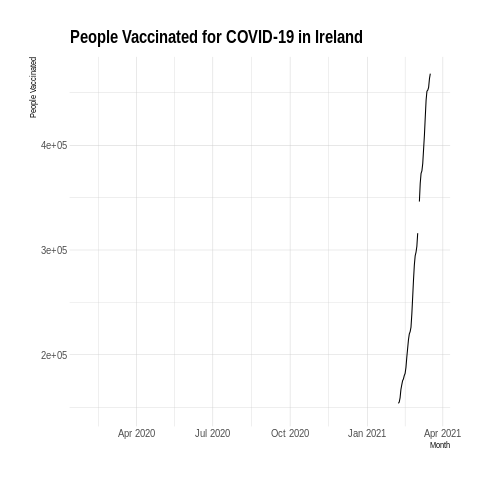 People Vaccinated for COVID-19 in Ireland
People Vaccinated
4e+05
3e+05
2e+05
Apr 2020 Jul 2020 Oct 2020 Jan 2021 Apr 2021
Month